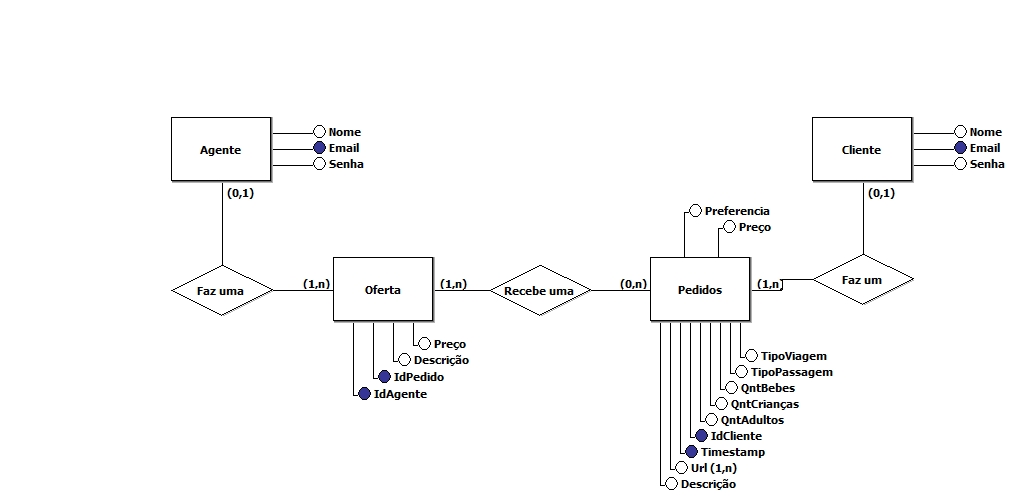 Agente
Nome
Email
Senha
(0,1)
Cliente
Nome
Email
Senha
(0,1)
Preferencia
Preço
Faz uma
(1,n)
Oferta
(1,n)
Recebe uma
(0,n)
Pedidos
(1,n)
Faz um
Preço
Descrição
IdPedido
IdAgente
TipoViagem
TipoPassagem
QntBebes
QntCrianças
QntAdultos
IdCliente
Timestamp
Url (1,n)
Descrição